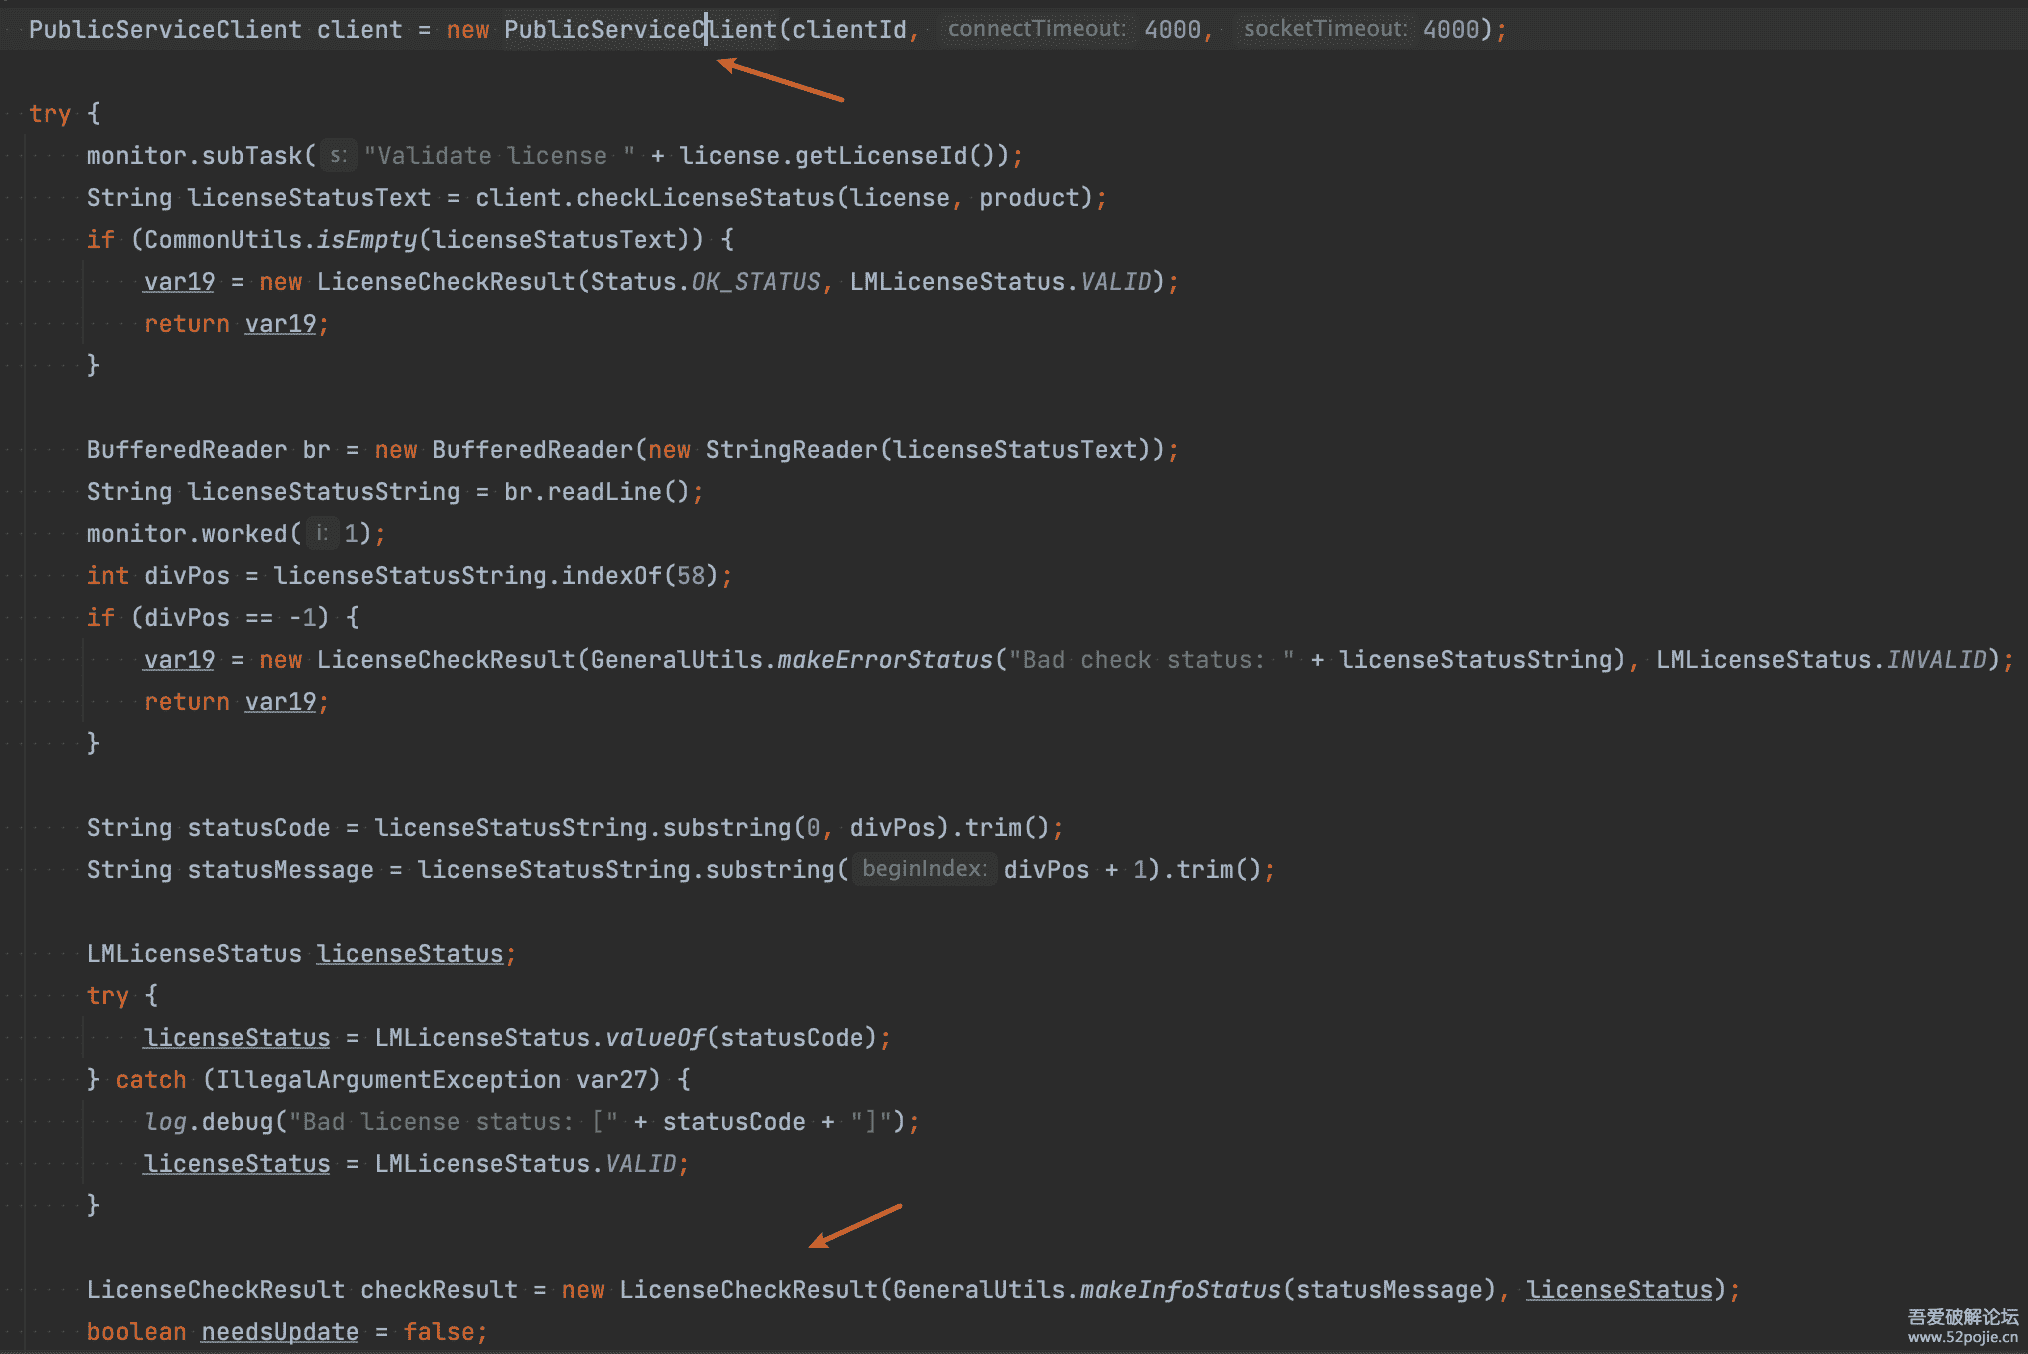 PublicServiceClient client = new PublicServiceClient(clientId, connectTimeout: 4000, socketTimeout: 4000);
try {
monitor.subTask( s: "Validate license " + license.getLicenseId());
String licenseStatusText = client.checkLicenseStatus(license, product);
if (CommonUtils.isEmpty(licenseStatusText)) {
var19 = new LicenseCheckResult(Status.OK_STATUS, LMLicenseStatus.VALID);
return var19;
}
BufferedReader br = new BufferedReader(new StringReader(licenseStatusText));
String licenseStatusString = br.readLine();
monitor.worked( i: 1);
int divPos = licenseStatusString.indexOf(58);
if (divPos == -1) {
var19 = new LicenseCheckResult(GeneralUtils.makeErrorStatus("Bad check status: " + licenseStatusString), LMLicenseStatus.INVALID);
return var19;
}
String statusCode = licenseStatusString.substring(0, divPos).trim();
String statusMessage = licenseStatusString.substring( beginIndex: divPos + 1).trim();
LMLicenseStatus licenseStatus;
try {
licenseStatus = LMLicenseStatus.valueOf(statusCode);
} catch (IllegalArgumentException var27) {
log.debug("Bad license status: [" + statusCode + "]");
licenseStatus = LMLicenseStatus.VALID;
}
LicenseCheckResult checkResult = new LicenseCheckResult(GeneralUtils.makeInfoStatus(statusMessage), licenseStatus);
boolean needsUpdate = false;
吾爱破解论坛
www.52pojie.cn